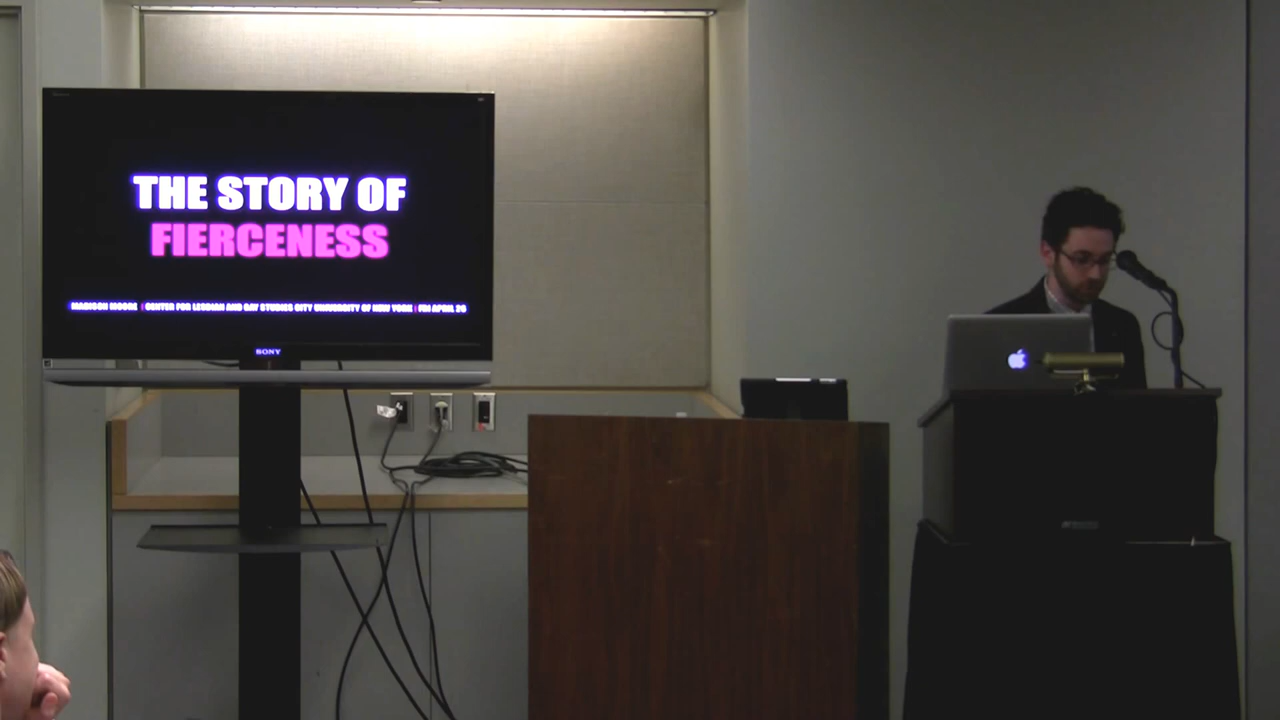 THE STORY OF
FIERCENESS
MADISON MOORE | CENTER FOR LESBIAN AND GAY STUDIES CITY UNIVERSITY OF NEW YORK | FRI APRIL 26
SONY